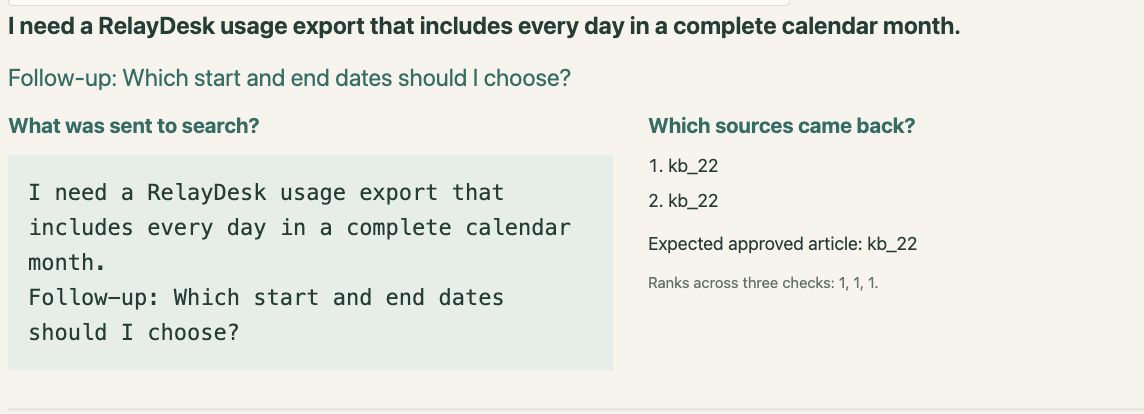 I need a RelayDesk usage export that includes every day in a complete calendar month.
Follow-up: Which start and end dates should I choose?
What was sent to search?
I need a RelayDesk usage export that
includes every day in a complete calendar
month.
Follow-up: Which start and end dates
should I choose?
Which sources came back?
1. kb_22
2. kb_22
Expected approved article: kb_22
Ranks across three checks: 1, 1, 1.